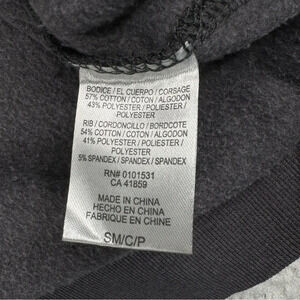 BODICE / EL CUERPO / CORSAGE
57% COTTON / COTON / ALGODON
43% POLYESTER / POLIESTER /
POLYESTER
RIB / CORDONCILLO / BORDCOTE
54% COTTON / COTON / ALGODON
41% POLYESTER / POLIESTER /
POLYESTER
5% SPANDEX / SPANDEX / SPANDEX
RN# 0101531
CA 41859
MADE IN CHINA
HECHO EN CHINA
FABRIQUE EN CHINE
SM/C/P